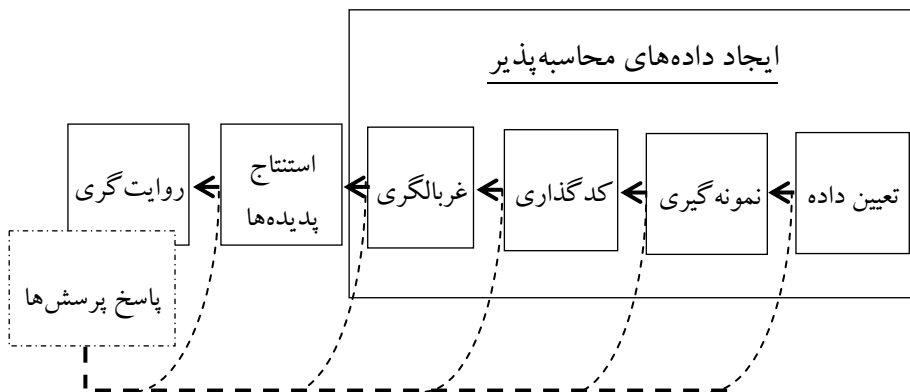 ایجاد داده‌های محاسبه‌پذیر
تعیین داده
نمونه‌گیری
کدگذاری
غربالگری
استنتاج
پدیده‌ها
روایت‌گری
پاسخ پرسش‌ها